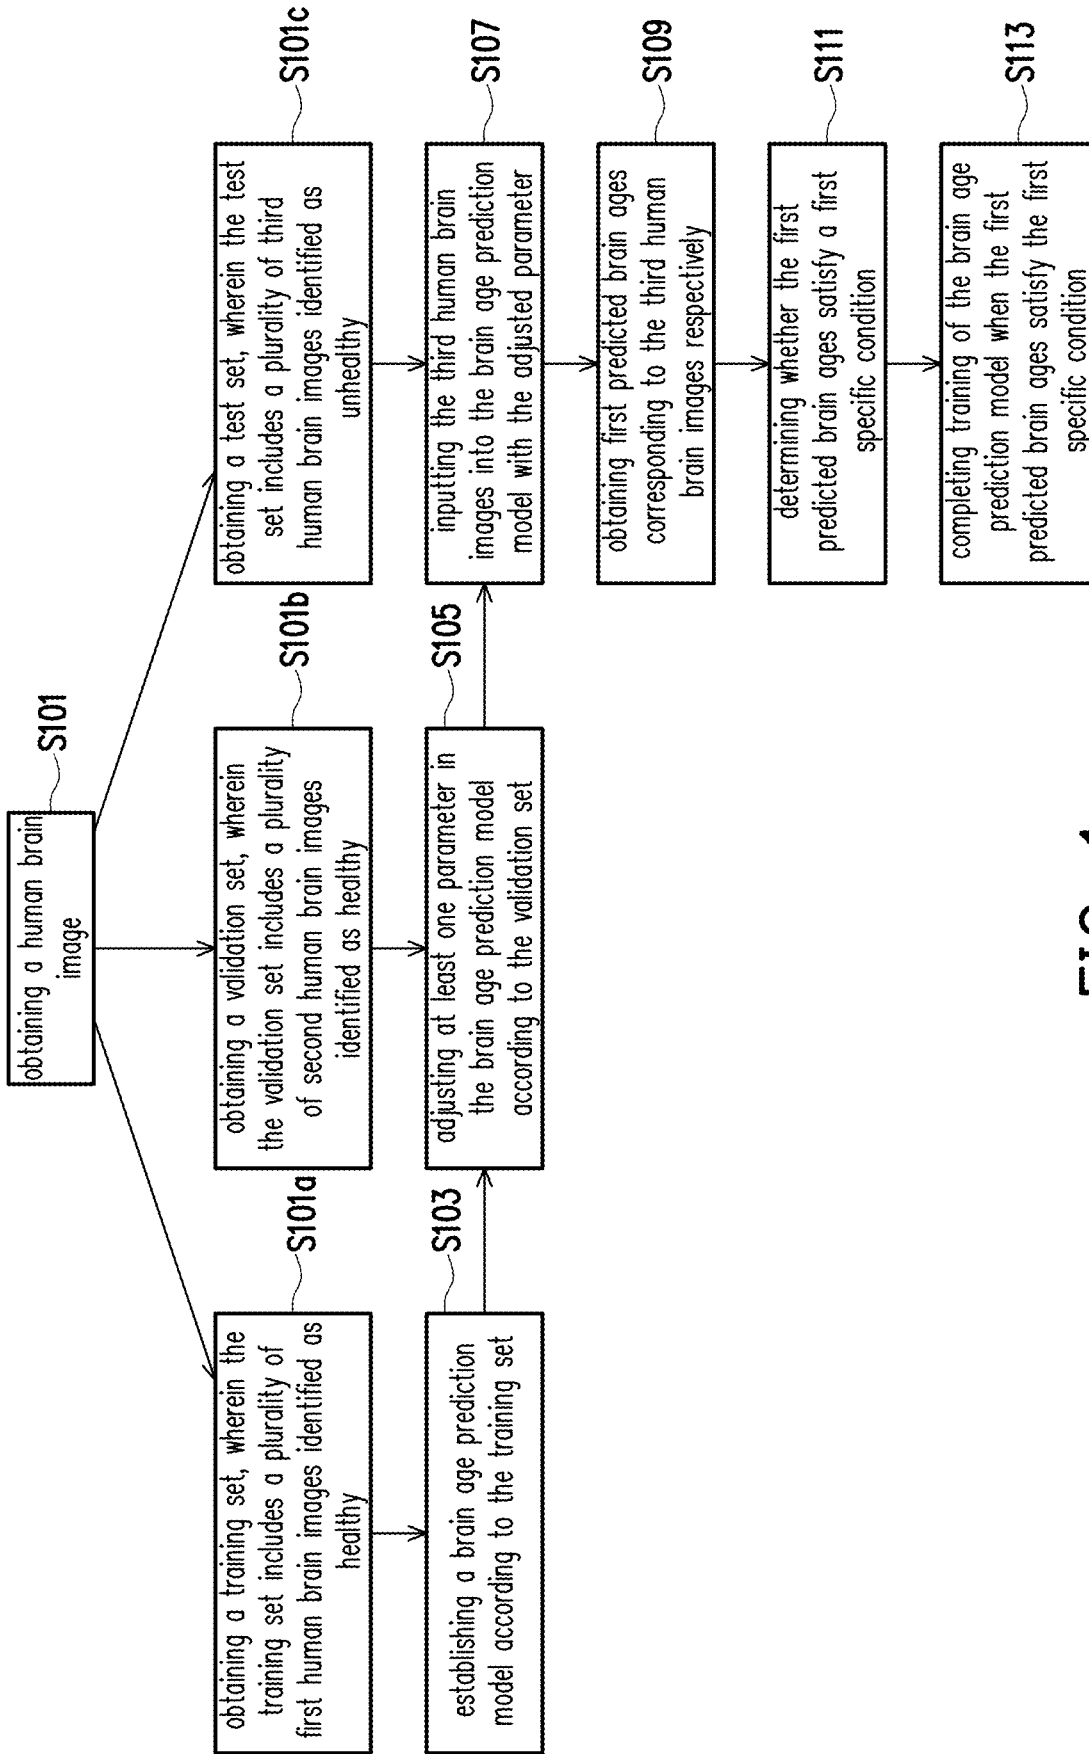 obtaining a human brain
image
S101
obtaining a training set, wherein the
training set includes a plurality of
first human brain images identified as
healthy
S101a
obtaining a validation set, wherein
the validation set includes a plurality
of second human brain images
identified as healthy
S101b
obtaining a test set, wherein the test
set includes a plurality of third
human brain images identified as
unhealthy
S101c
establishing a brain age prediction
model according to the training set
S103
adjusting at least one parameter in
the brain age prediction model
according to the validation set
S105
inputting the third human brain
images into the brain age prediction
model with the adjusted parameter
S107
obtaining first predicted brain ages
corresponding to the third human
brain images respectively
S109
determining whether the first
predicted brain ages satisfy a first
specific condition
S111
completing training of the brain age
prediction model when the first
predicted brain ages satisfy the first
specific condition
S113